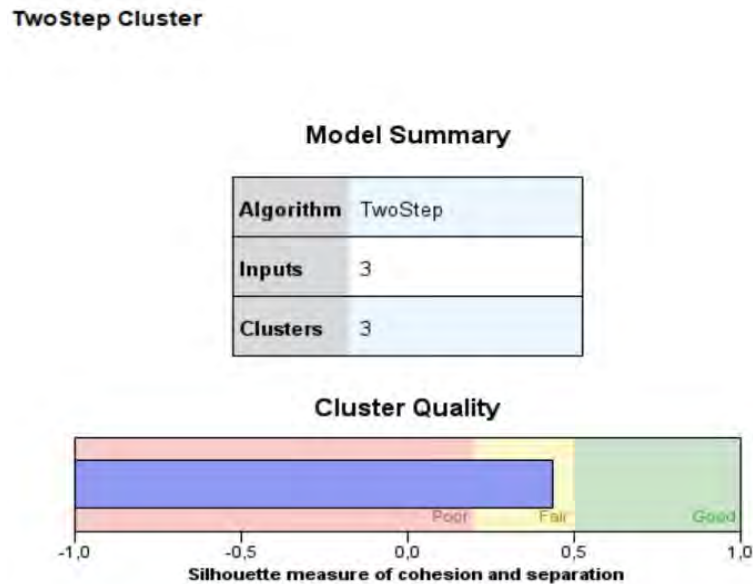 TwoStep Cluster
Model Summary
Algorithm TwoStep
Inputs 3
Clusters 3
Cluster Quality
Poor Fair Good
-1,0 -0,5 0,0 0,5 1,0
Silhouette measure of cohesion and separation